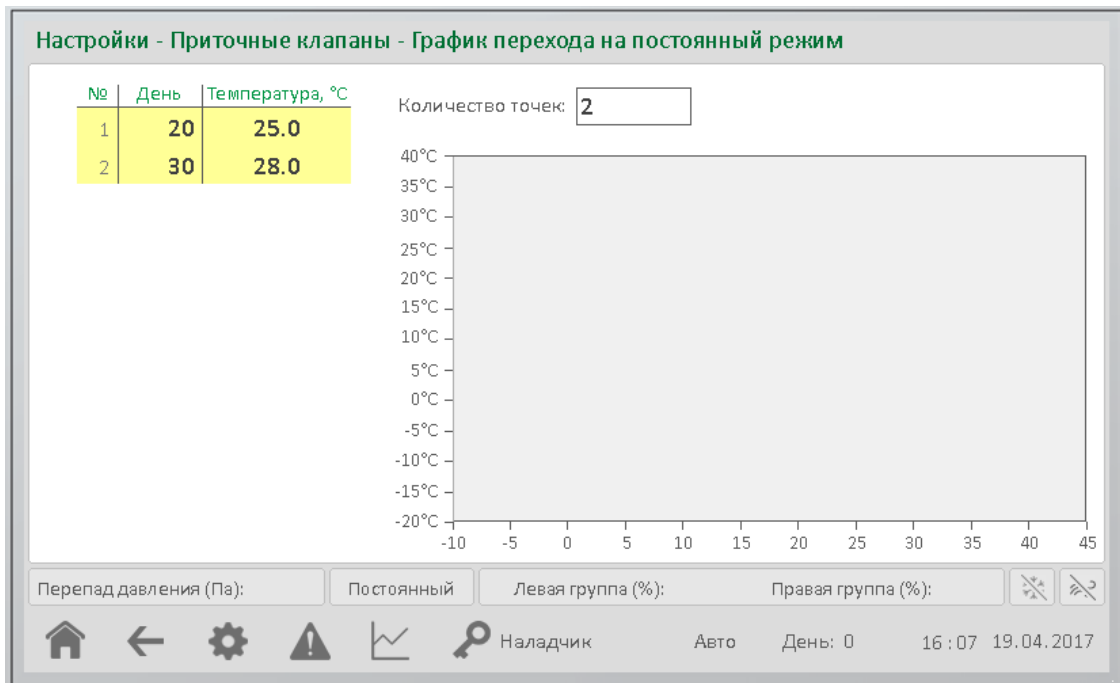 Настройки - Приточные клапаны - График перехода на постоянный режим
№ День Температура, °C
1 20 25.0
2 30 28.0
Количество точек: 2
40°C
35°C
30°C
25°C
20°C
15°C
10°C
5°C
0°C
-5°C
-10°C
-15°C
-20°C
-10 -5 0 5 10 15 20 25 30 35 40 45
Перепад давления (Па): Постоянный Левая группа (%): Правая группа (%):
Наладчик Авто День: 0 16:07 19.04.2017